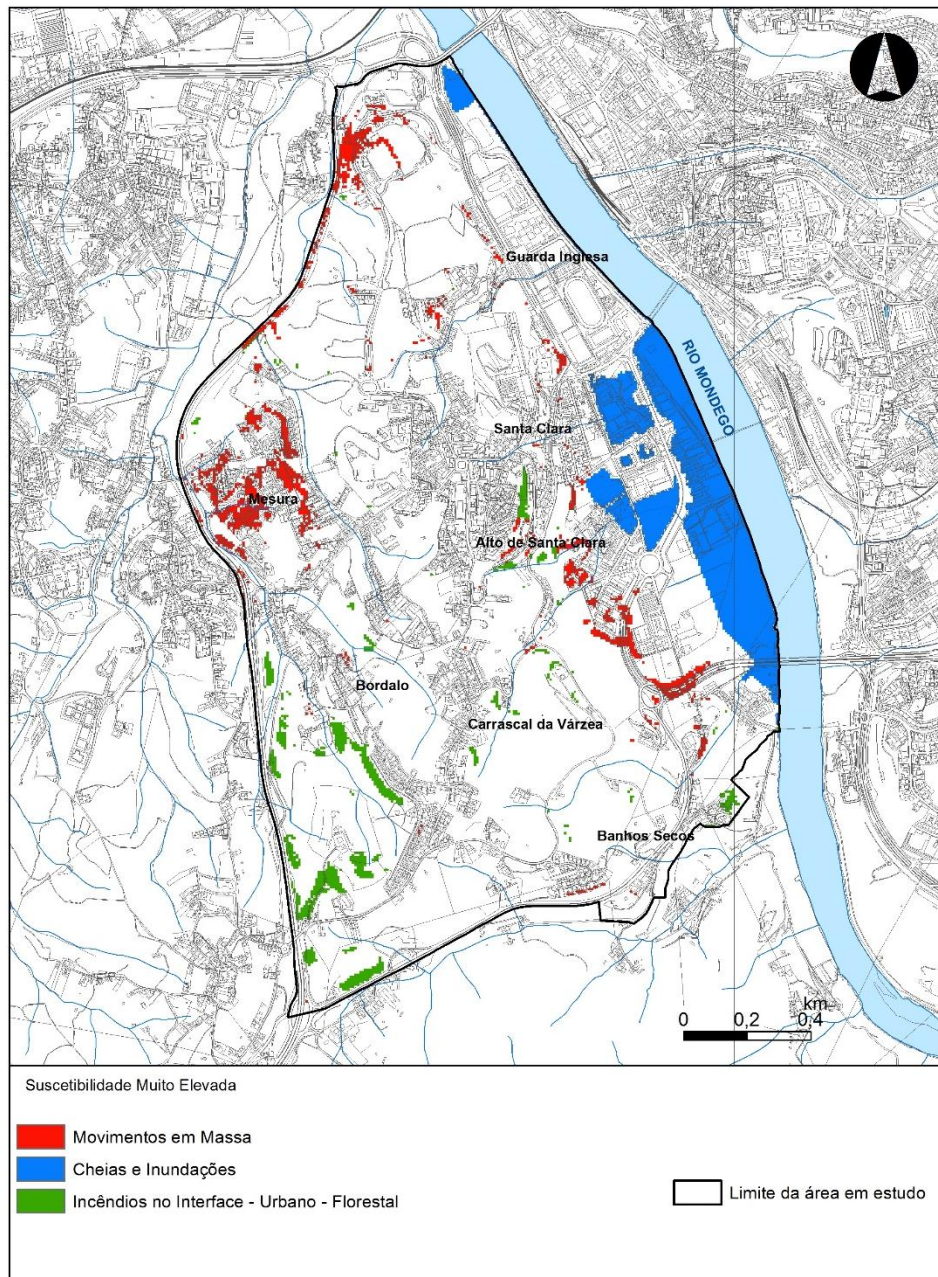 Guarda Inglesa
RIO MONDEGO
Santa Clara
Mesura
Alto de Santa Clara
Bordalo
Carrascal da Várzea
Banhos Secos
km
0 0,2 0,4
Suscetibilidade Muito Elevada
Movimentos em Massa
Cheias e Inundações
Incêndios no Interface - Urbano - Florestal
Limite da área em estudo